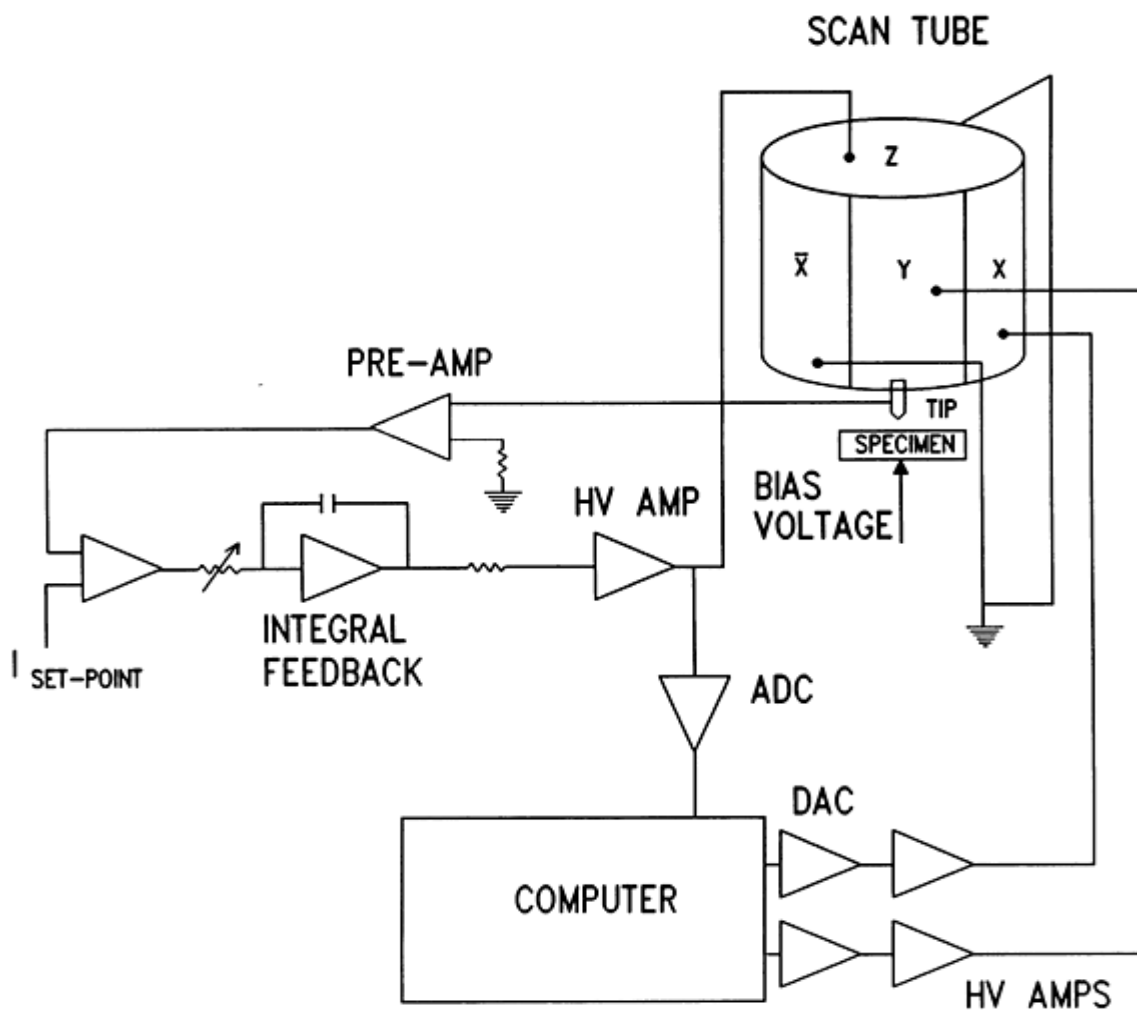 SCAN TUBE
Z
X̅
Y
X
PRE-AMP
TIP
SPECIMEN
HV AMP
BIAS
VOLTAGE
INTEGRAL
FEEDBACK
I SET-POINT
ADC
DAC
COMPUTER
HV AMPS